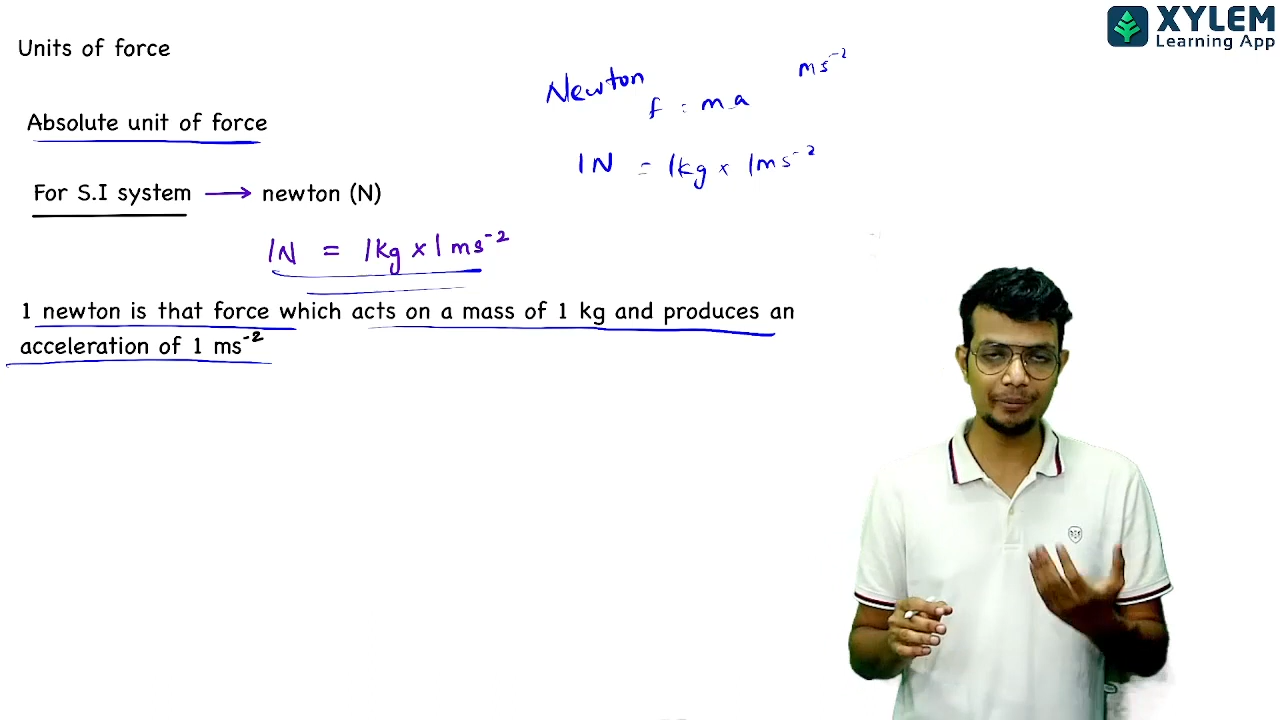 XYLEM
Learning App
Units of force
Newton
ms⁻²
f = ma
Absolute unit of force
1N = 1kg × 1ms⁻²
For S.I system → newton (N)
1N = 1kg × 1ms⁻²
1 newton is that force which acts on a mass of 1 kg and produces an
acceleration of 1 ms⁻²